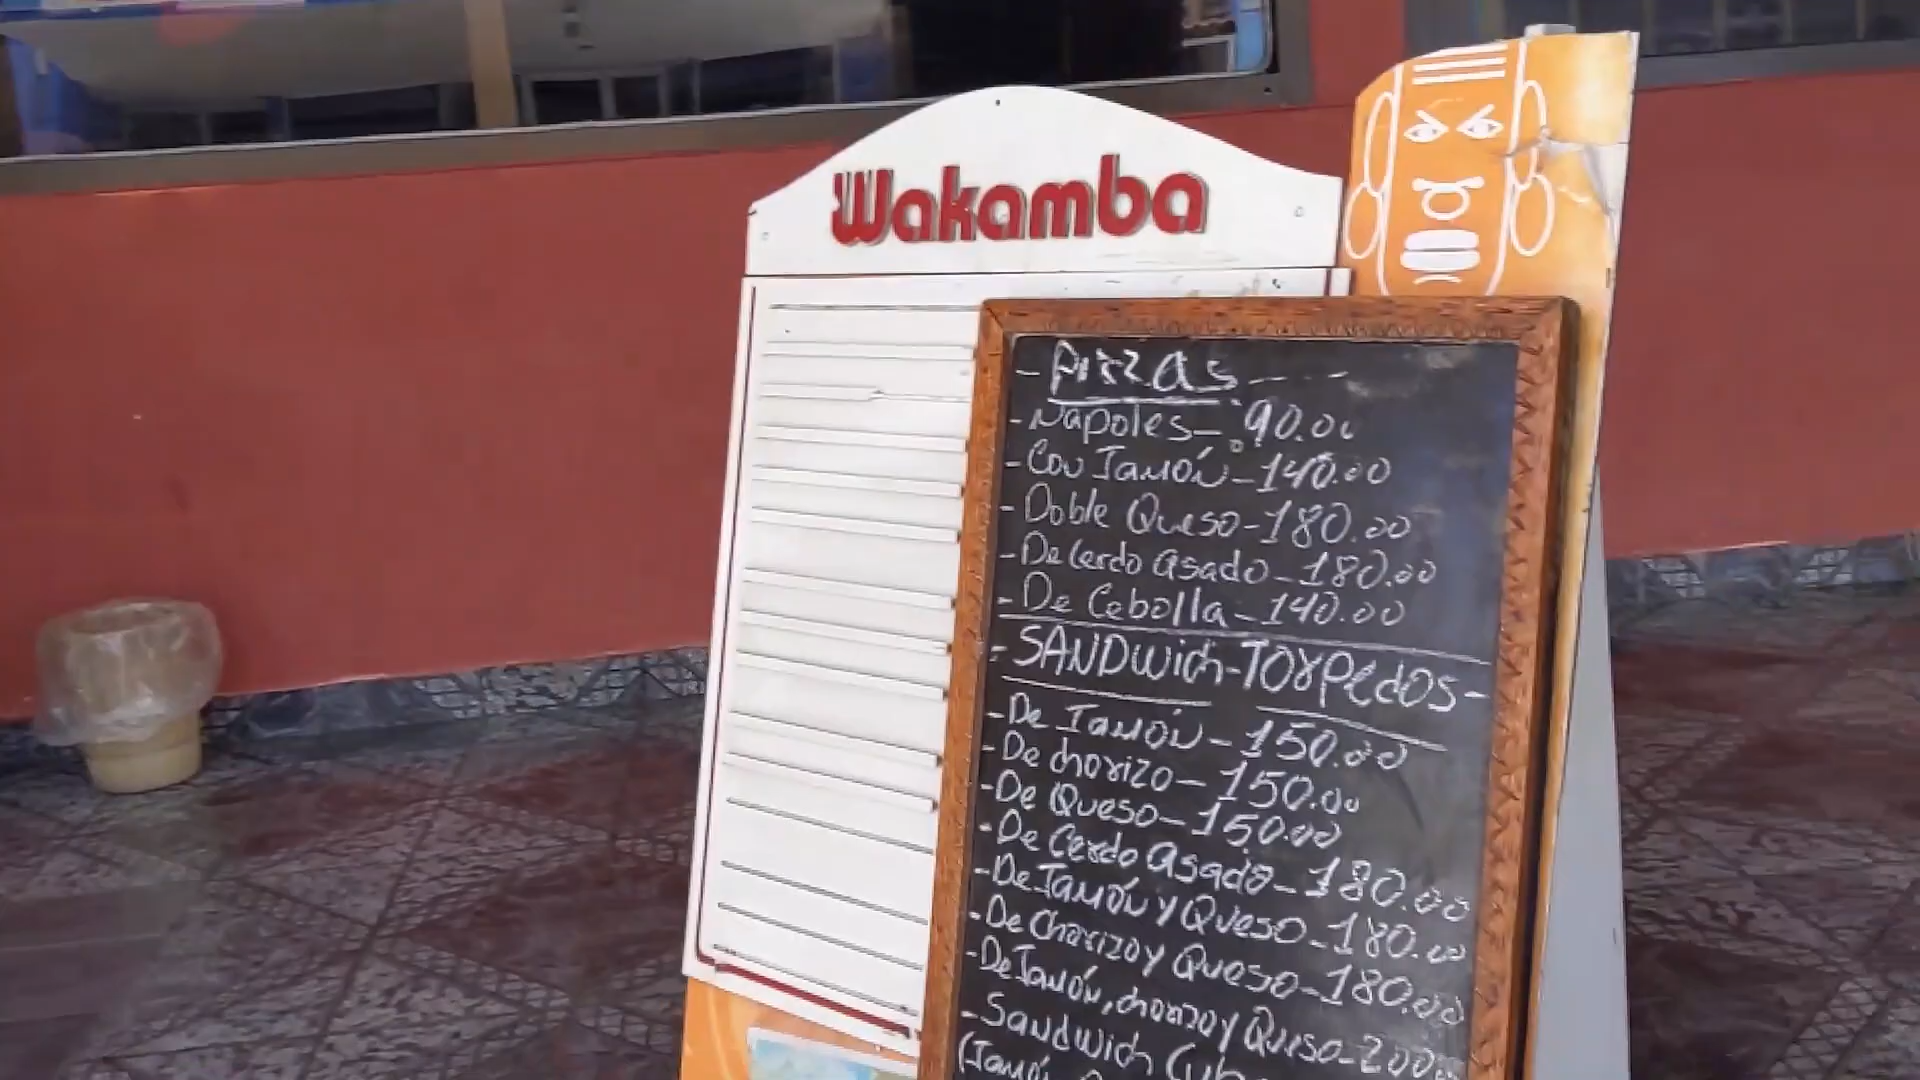 Wakamba
- Pizzas - - -
- Napoles - 90.00
- Con Jamón - 140.00
- Doble Queso - 180.00
- De Cerdo Asado - 180.00
- De Cebolla - 140.00
- SANDwich - TORPedOS -
- De Jamón - 150.00
- De chorizo - 150.00
- De Queso - 150.00
- De Cerdo Asado - 180.00
- De Jamón y Queso - 180.00
- De Chorizo y Queso - 180.00
- De Jamón, chorizo y Queso - 200.00
- Sandwich Cub
(Jamón